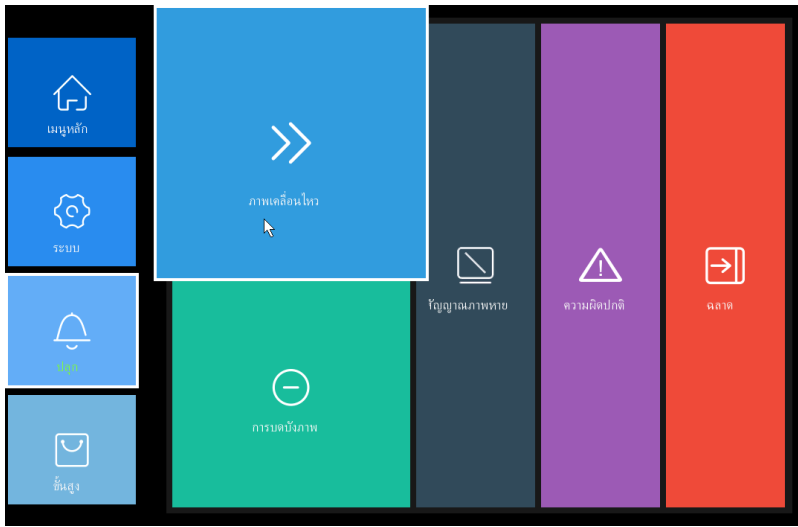 เมนูหลัก
ระบบ
ปลุก
ขั้นสูง
ภาพเคลื่อนไหว
การบดบังภาพ
ัญญาณภาพหาย
ความผิดปกติ
ฉลาด